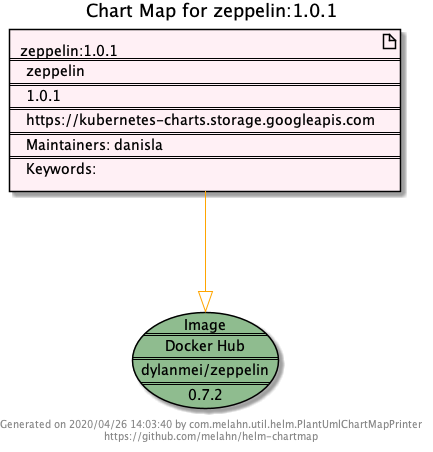 Chart Map for zeppelin:1.0.1
zeppelin:1.0.1
zeppelin
1.0.1
https://kubernetes-charts.storage.googleapis.com
Maintainers: danisla
Keywords:
Image
Docker Hub
dylanmei/zeppelin
0.7.2
Generated on 2020/04/26 14:03:40 by com.melahn.util.helm.PlantUmlChartMapPrinter
https://github.com/melahn/helm-chartmap